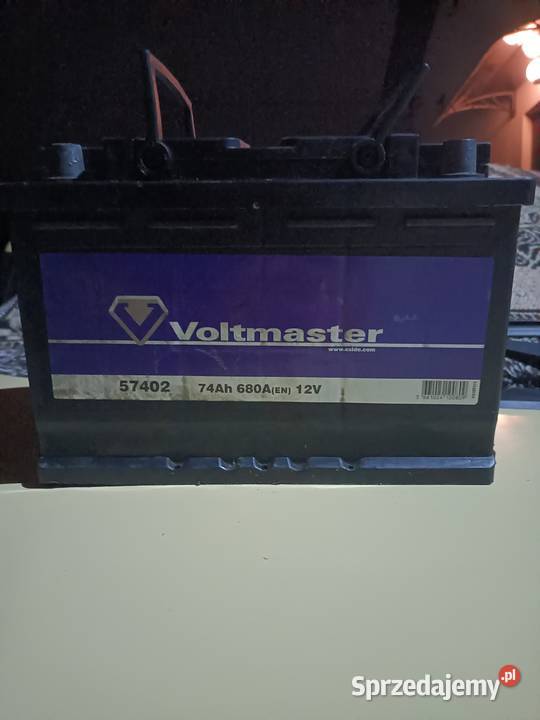 Voltmaster
www.exide.com
57402 74Ah 680A(EN) 12V
Sprzedajemy.pl